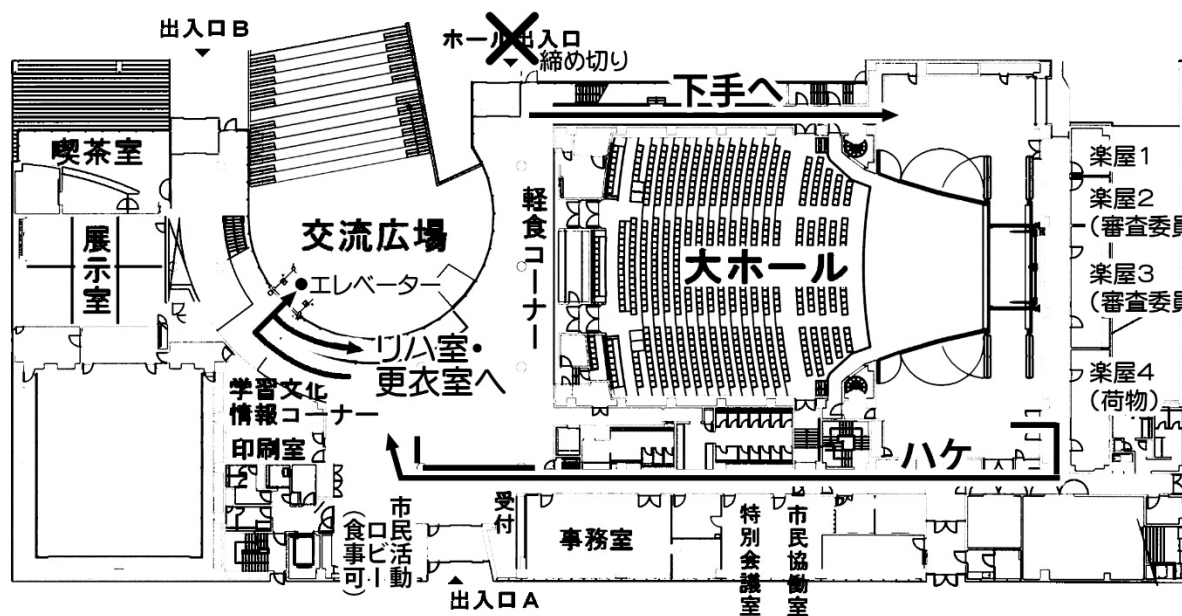 出入口B
ホール出入口
締め切り
下手へ
喫茶室
展示室
交流広場
エレベーター
リハ室・
更衣室へ
軽食コーナー
大ホール
楽屋1
楽屋2
(審査委員
楽屋3
(審査委員
楽屋4
(荷物)
学習文化
情報コーナー
印刷室
ハケ
市民活動
ロビー
(食事可)
受付
事務室
特別会議室
市民協働室
出入口A